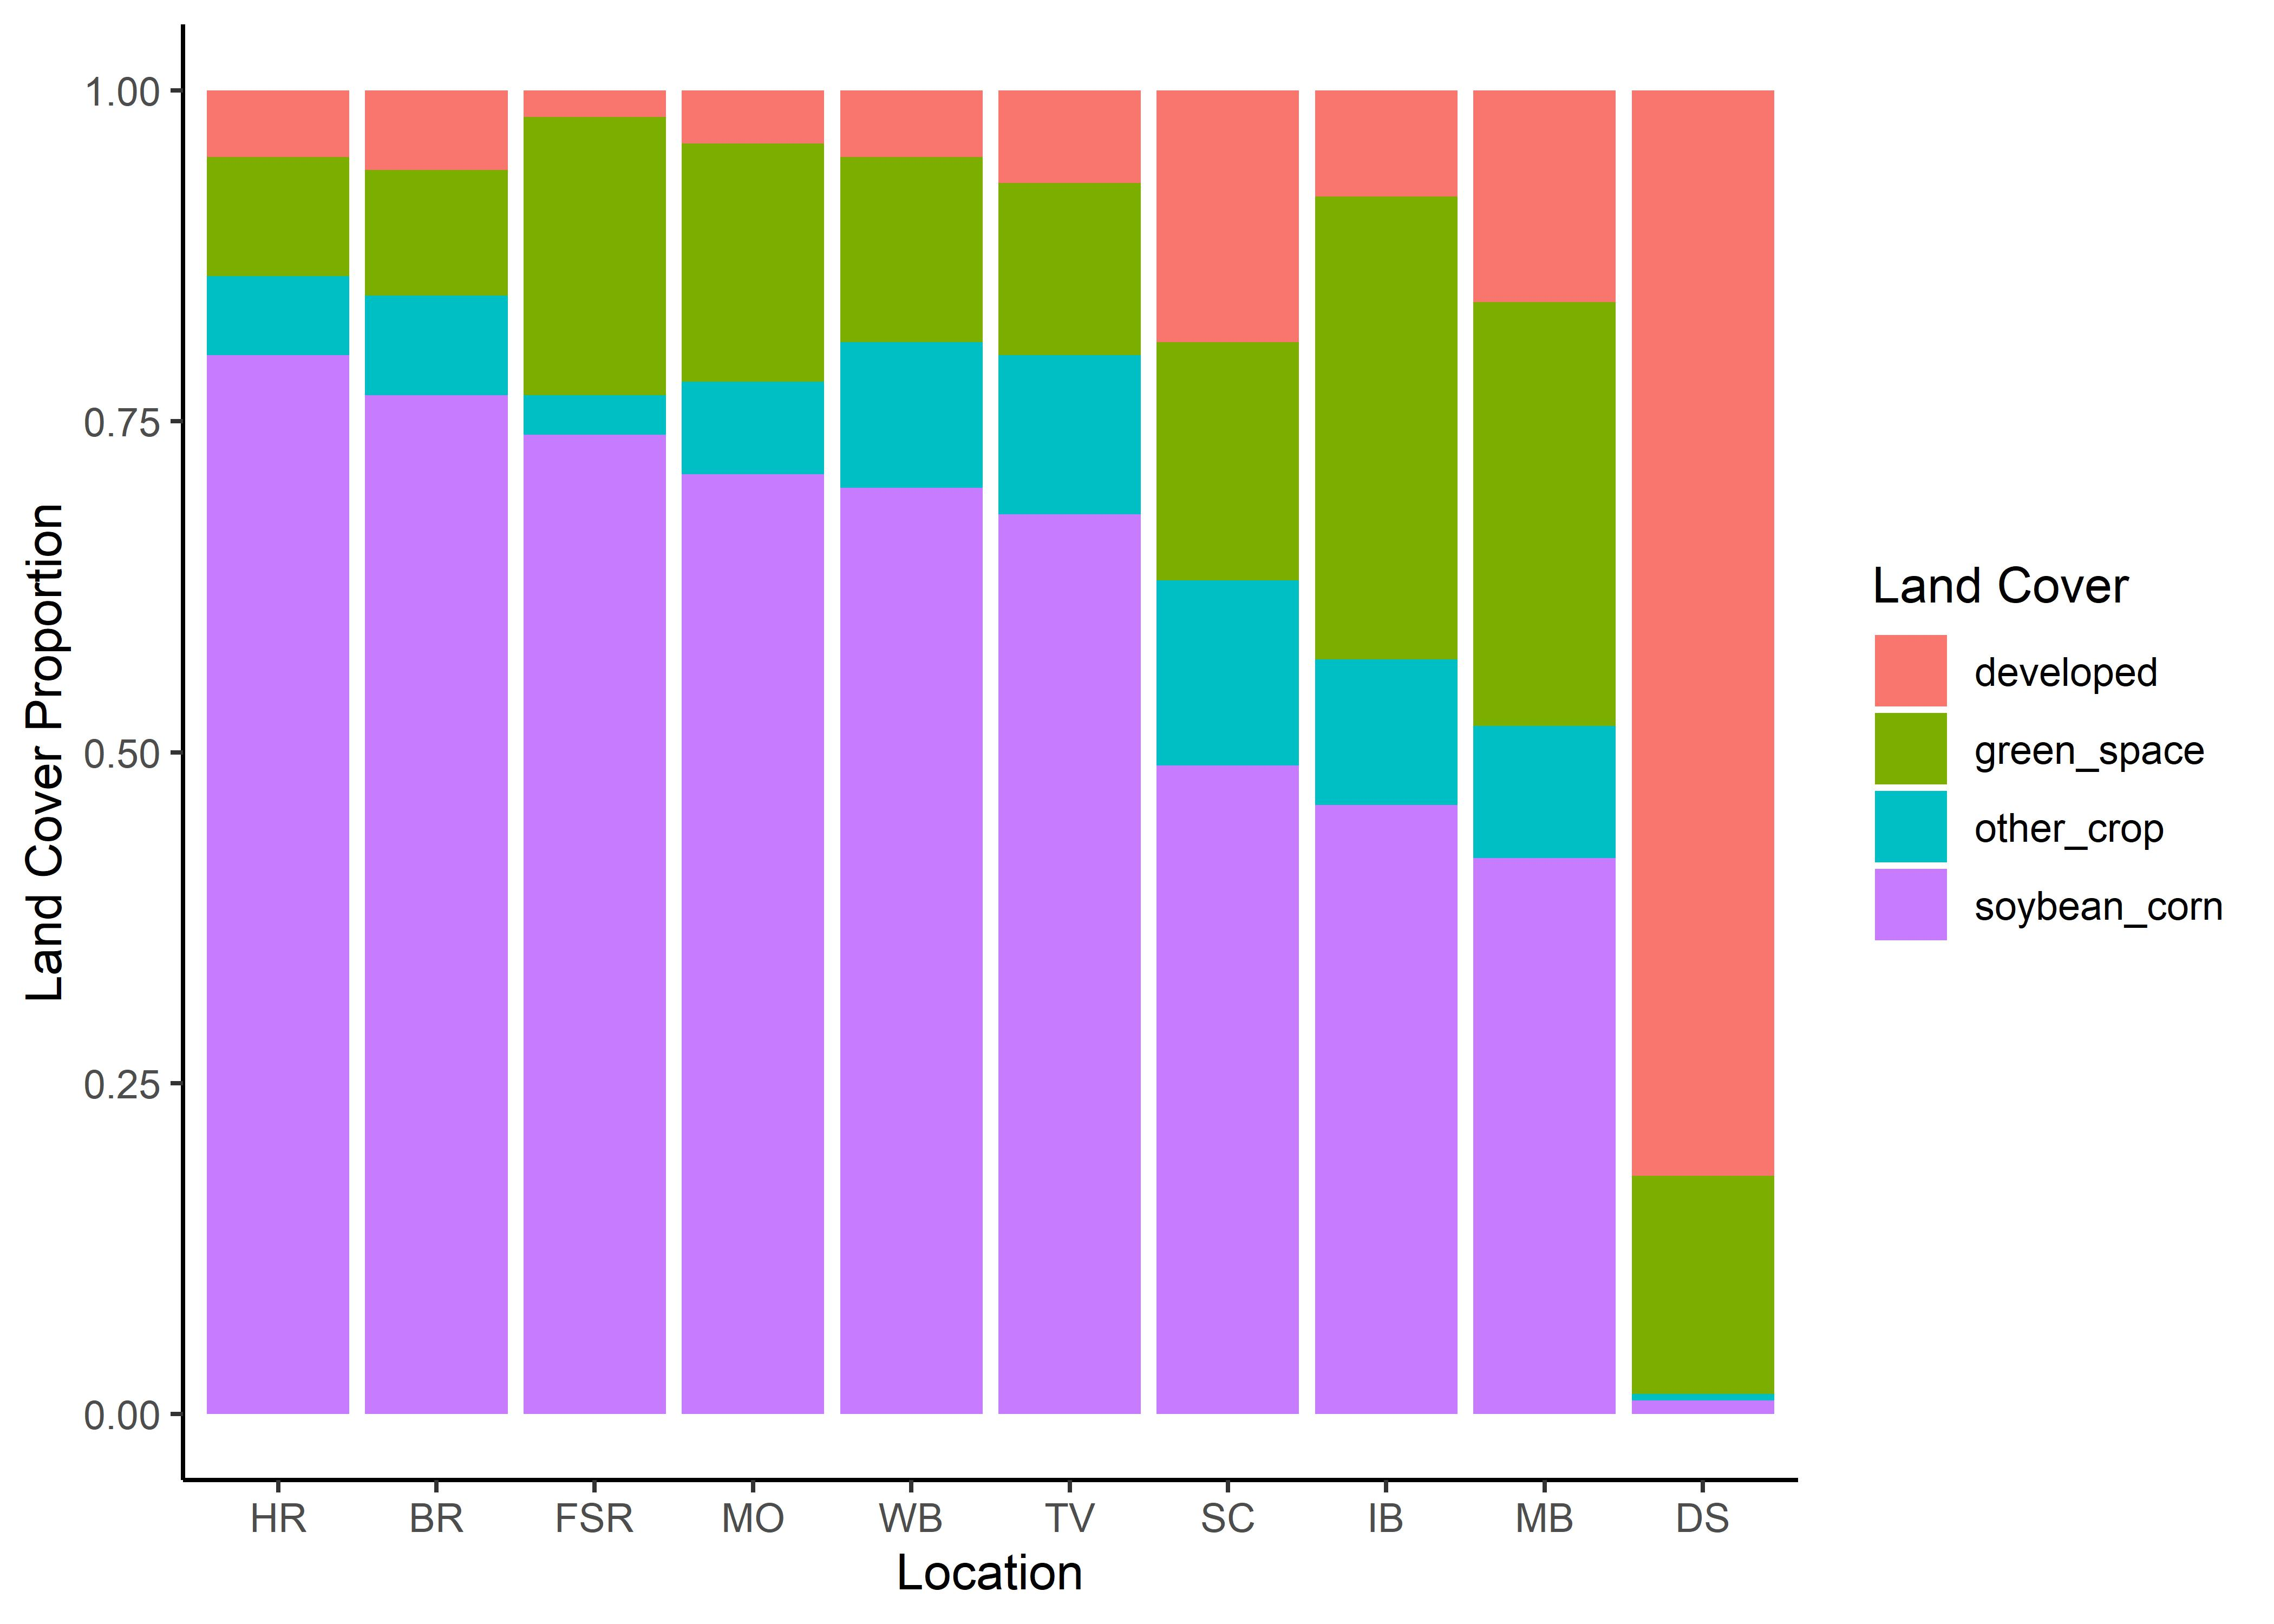 Land Cover Proportion
1.00
0.75
0.50
0.25
0.00
HR BR FSR MO WB TV SC IB MB DS
Location
Land Cover
developed
green_space
other_crop
soybean_corn